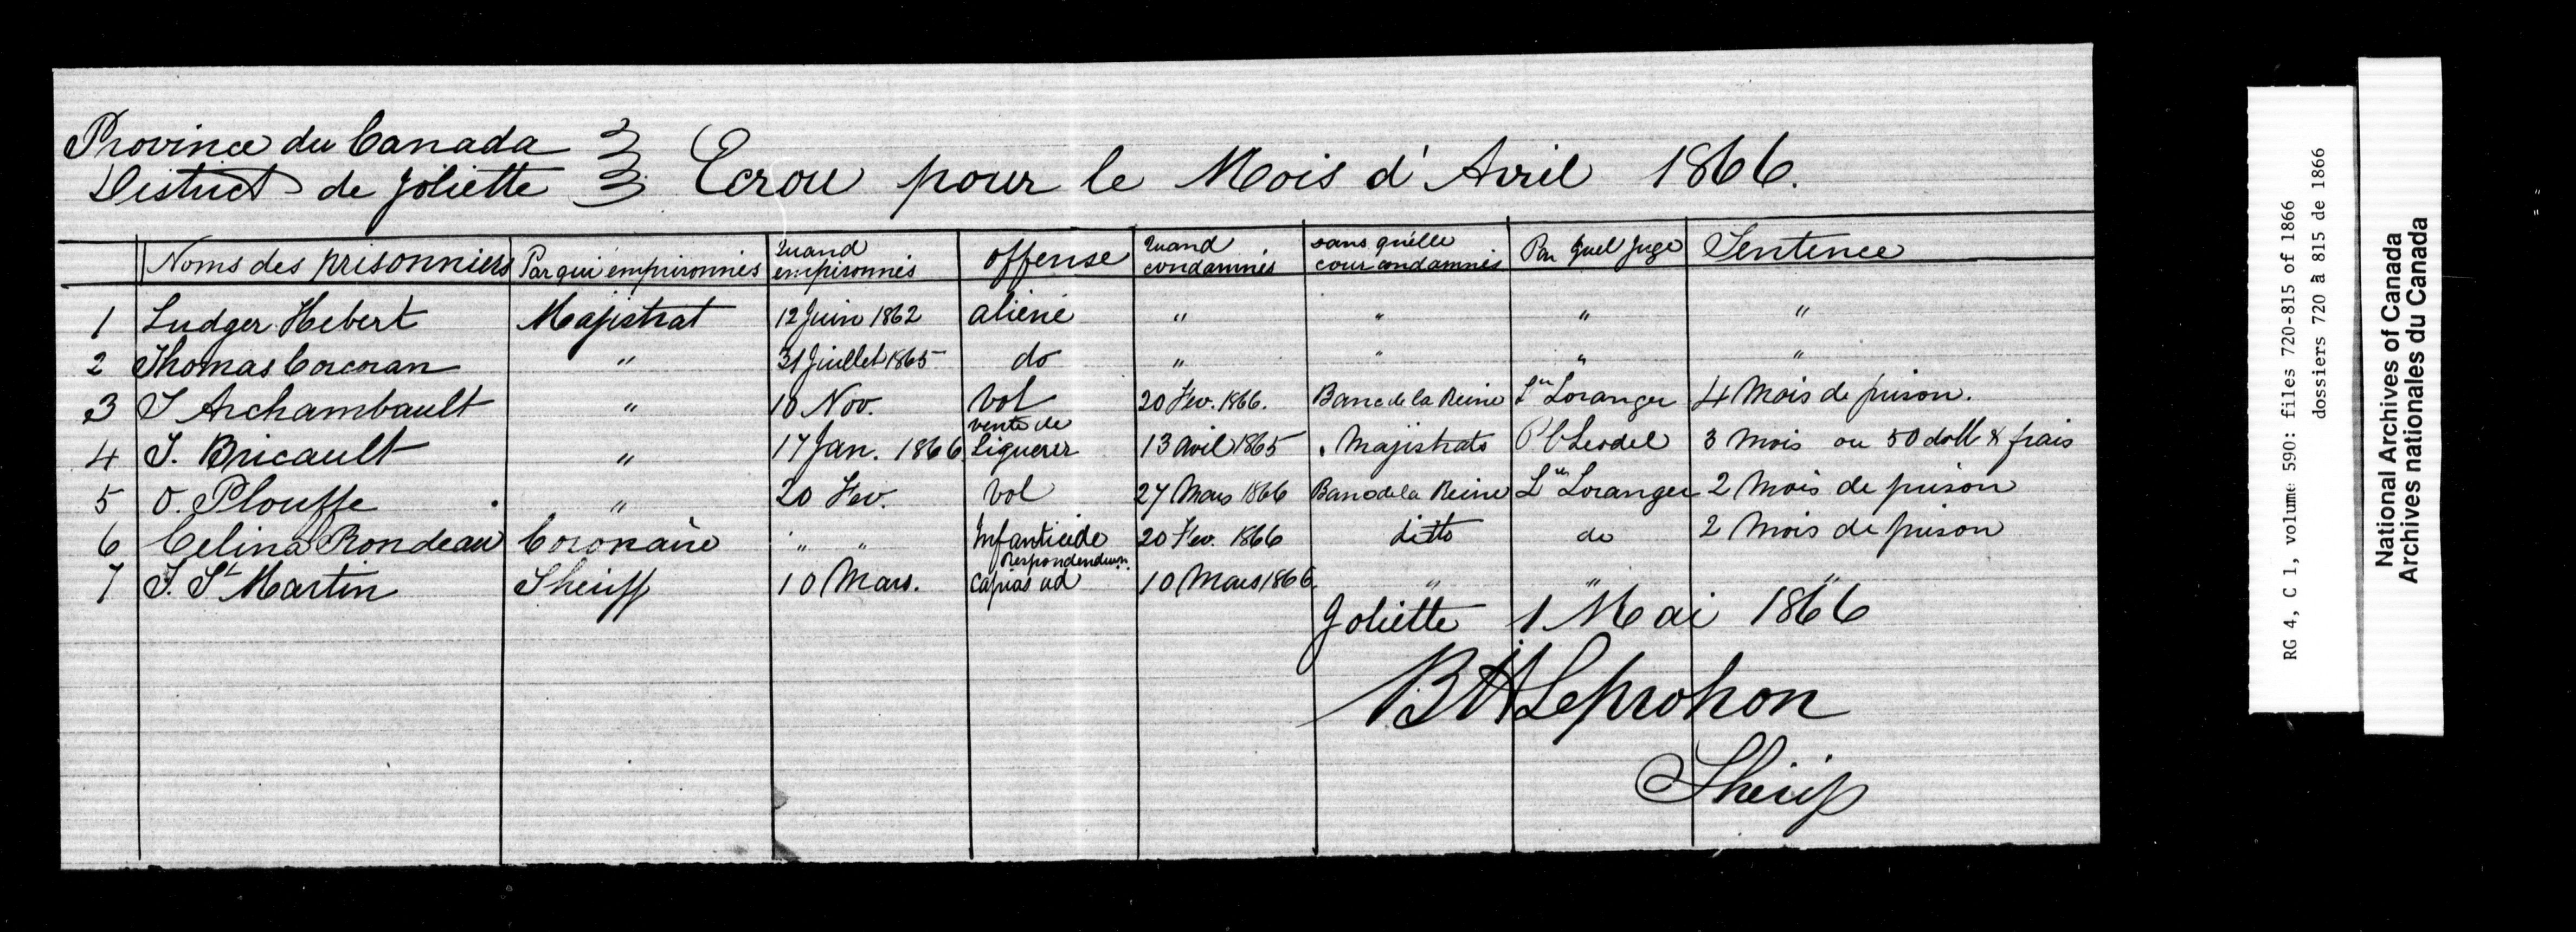 Province du Canada
District de Joliette
Ecrou pour le Mois d'Avril 1866.
Noms des prisonniers Par qui emprisonnés Quand emprisonnés offense Quand condamnés dans quelle cour condamnés Par quel juge Sentence
1 Ludger Hebert Majistrat 12 Juin 1862 aliéné " " " "
2 Thomas Corcoran " 31 Juillet 1865 do " " " "
3 J Archambault " 10 Nov. Vol 20 Fev. 1866. Banc de la Reine Ln Loranger 4 Mois de prison.
4 J. Bricault " 17 Jan. 1866 vente de Liqueur 13 avil 1865 Majistrats P C Leodel 3 mois ou 50 doll & frais
5 O. Plouffe " 20 Fev. Vol 27 Mars 1866 Banc de la Reine Ln Loranger 2 Mois de prison
6 Celina Rondeau Coronaire " " Infanticide 20 Fev. 1866 ditto do 2 Mois de prison
7 J. St Martin Sheriff 10 Mars. Capias ad Respondendum. 10 Mars 1866 " " "
Joliette 1 Mai 1866
B H Leprohon
Sherif
RG 4, C 1, volume 590: files 720-815 of 1866
dossiers 720 à 815 de 1866
National Archives of Canada
Archives nationales du Canada